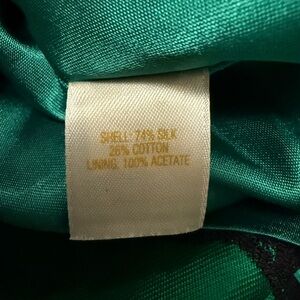 SHELL: 74% SILK
26% COTTON
LINING: 100% ACETATE